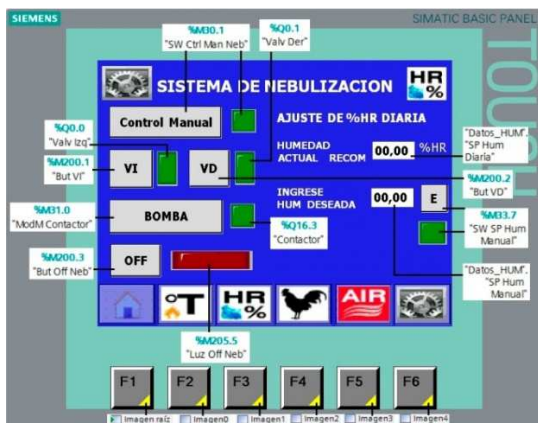 SIEMENS
SIMATIC BASIC PANEL
TOUCH
%M30.1
"SW Ctrl Man Neb"
%Q0.1
"Valv Der"
SISTEMA DE NEBULIZACION
HR
%
Control Manual
AJUSTE DE %HR DIARIA
%Q0.0
"Valv Izq"
HUMEDAD
ACTUAL RECOM
00,00
%HR
"Datos_HUM".
"SP Hum
Diaria"
%M200.1
"But VI"
VI
VD
%M200.2
"But VD"
INGRESE
HUM DESEADA
00,00
E
%M31.0
"ModM Contactor"
BOMBA
%Q16.3
"Contactor"
%M33.7
"SW SP Hum
Manual"
%M200.3
"But Off Neb"
OFF
"Datos_HUM".
"SP Hum
Manual"
°T
HR
%
AIR
%M205.5
"Luz Off Neb"
F1
F2
F3
F4
F5
F6
Imagen raíz
Imagen0
Imagen1
Imagen2
Imagen3
Imagen4